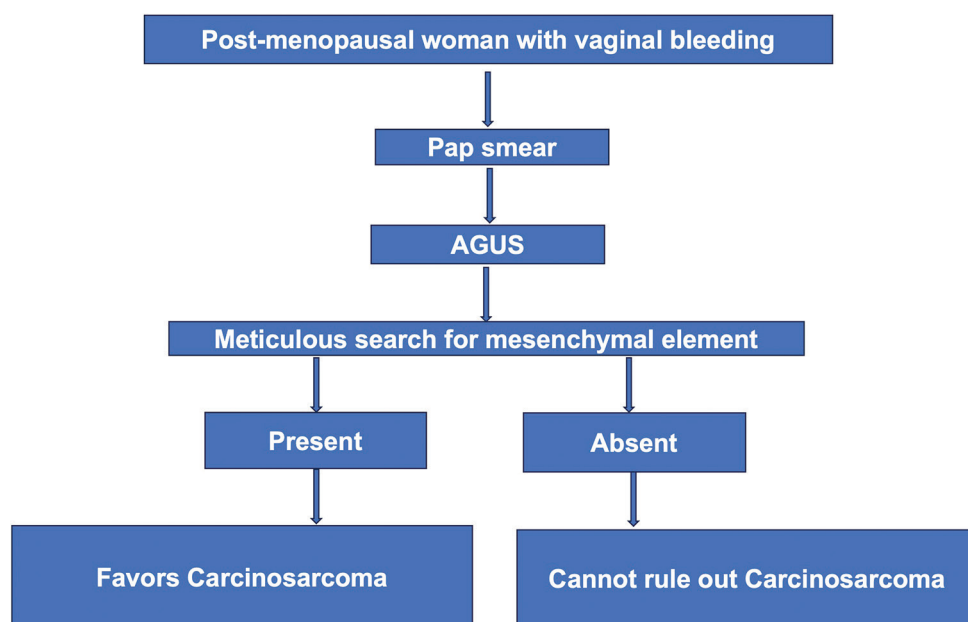 Post-menopausal woman with vaginal bleeding
Pap smear
AGUS
Meticulous search for mesenchymal element
Present
Absent
Favors Carcinosarcoma
Cannot rule out Carcinosarcoma